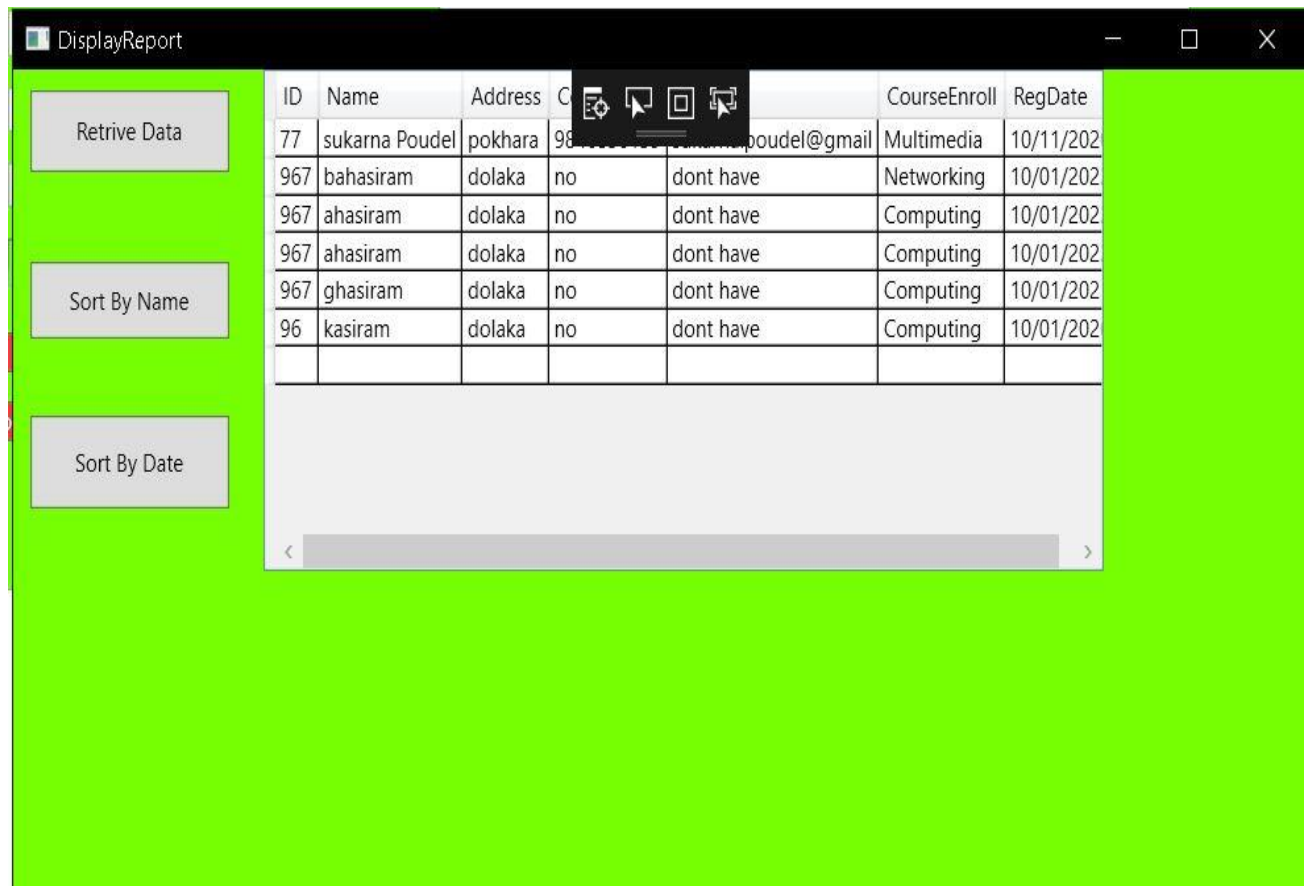 DisplayReport
Retrive Data
Sort By Name
Sort By Date
ID Name Address CourseEnroll RegDate
77 sukarna Poudel pokhara poudel@gmail Multimedia 10/11/202
967 bahasiram dolaka no dont have Networking 10/01/202
967 ahasiram dolaka no dont have Computing 10/01/202
967 ahasiram dolaka no dont have Computing 10/01/202
967 ghasiram dolaka no dont have Computing 10/01/202
96 kasiram dolaka no dont have Computing 10/01/202